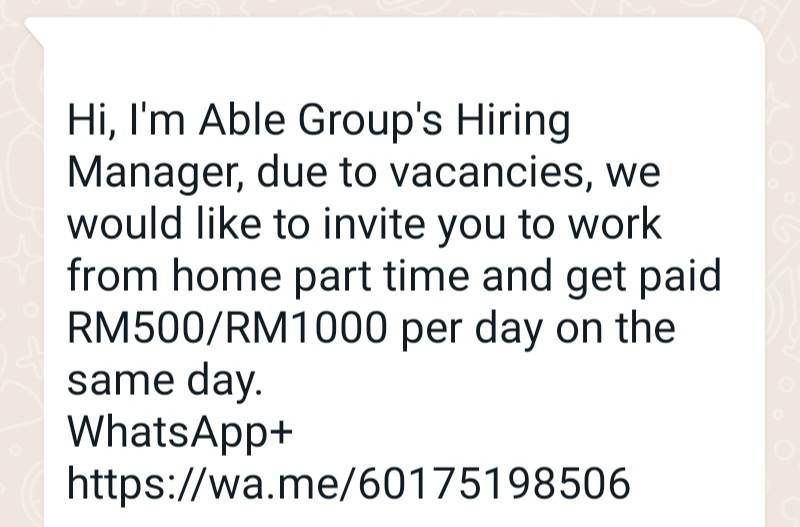 Hi, I'm Able Group's Hiring
Manager, due to vacancies, we
would like to invite you to work
from home part time and get paid
RM500/RM1000 per day on the
same day.
WhatsApp+
https://wa.me/60175198506